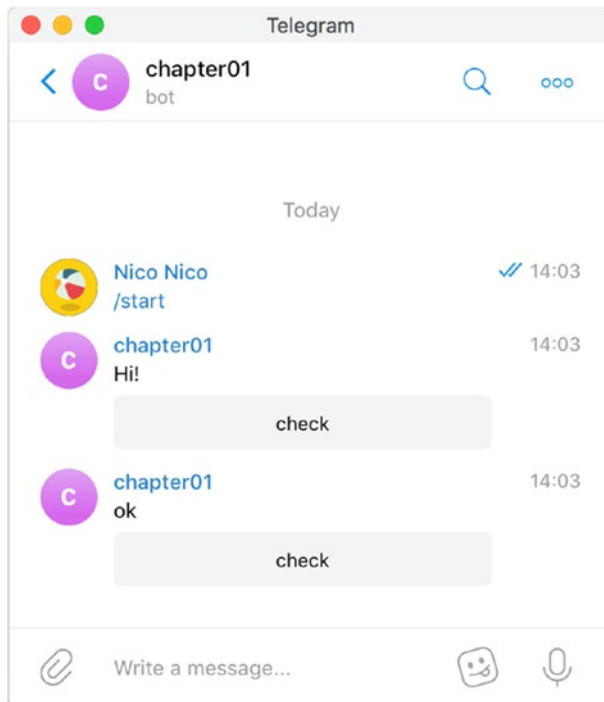 Telegram
C
chapter01
bot
Today
Nico Nico
14:03
/start
C
chapter01
14:03
Hi!
check
C
chapter01
14:03
ok
check
Write a message...